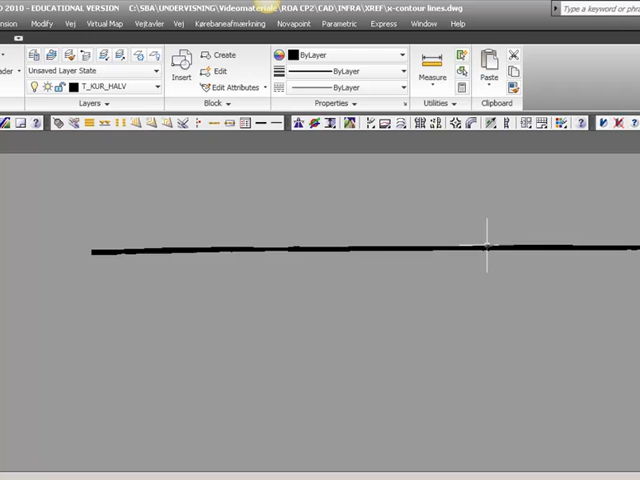 D 2010 - EDUCATIONAL VERSION C:\SBA\UNDERVISNING\Videomateriale\ROA CP2\CAD\INFRA\XREF\x-contour lines.dwg
Type a keyword or phra
nsion Modify Vej Virtual Map Vejtavler Vej Kørebaneafmærkning Novapoint Parametric Express Window Help
ader
Unsaved Layer State
T_KUR_HALV
Layers
Insert
Create
Edit
Edit Attributes
Block
ByLayer
ByLayer
ByLayer
Properties
Measure
Utilities
Paste
Clipboard